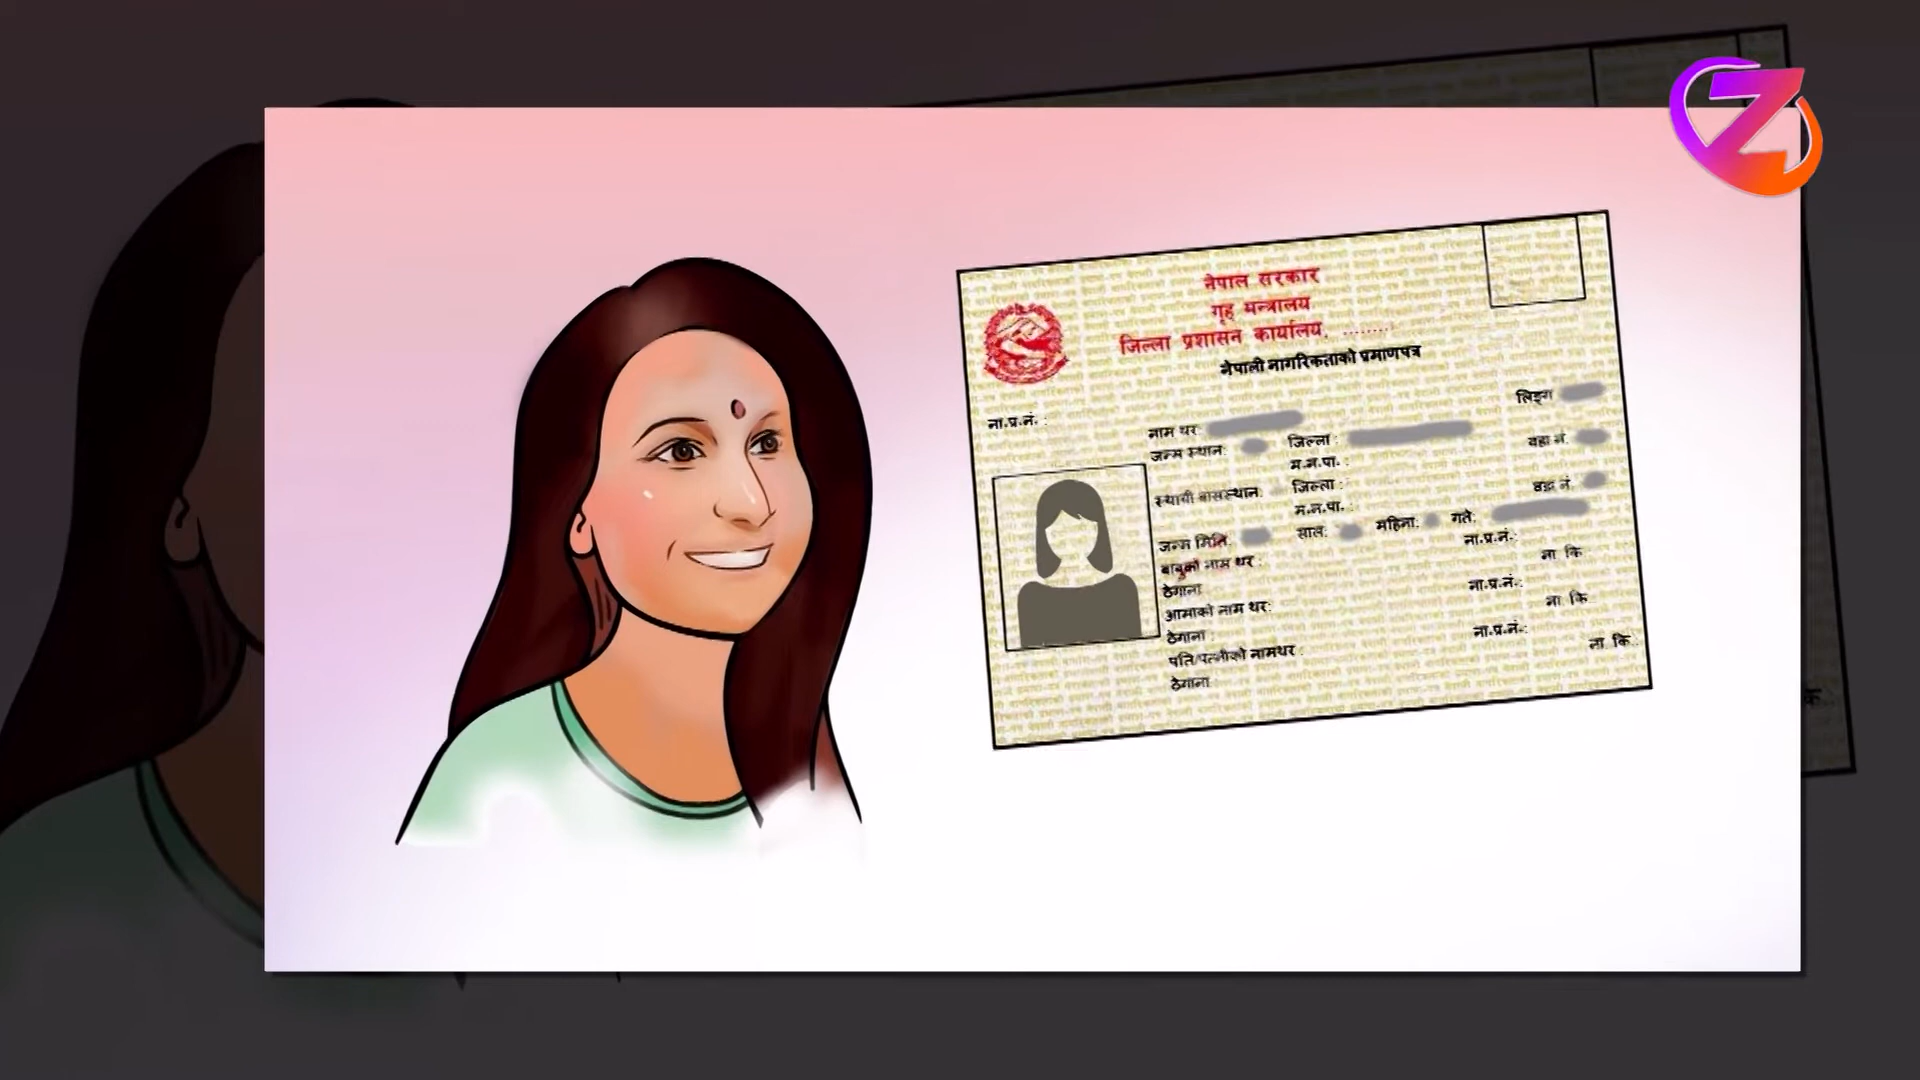 Z
नेपाल सरकार
गृह मन्त्रालय
जिल्ला प्रशासन कार्यालय, ........
नेपाली नागरिकताको प्रमाणपत्र
ना.प्र.नं. :
लिङ्ग
नाम थर:
जन्म स्थान: जिल्ला : वडा नं.
म.न.पा. :
स्थायी बासस्थान: जिल्ला : वडा नं.
म.न.पा. :
जन्म मिति: साल: महिना: गते:
बाबुको नाम थर : ना.प्र.नं.:
ठेगाना ना कि
आमाको नाम थर: ना.प्र.नं.:
ठेगाना ना कि
पति/पत्नीको नामथर : ना.प्र.नं.:
ठेगाना ना कि..
कि..